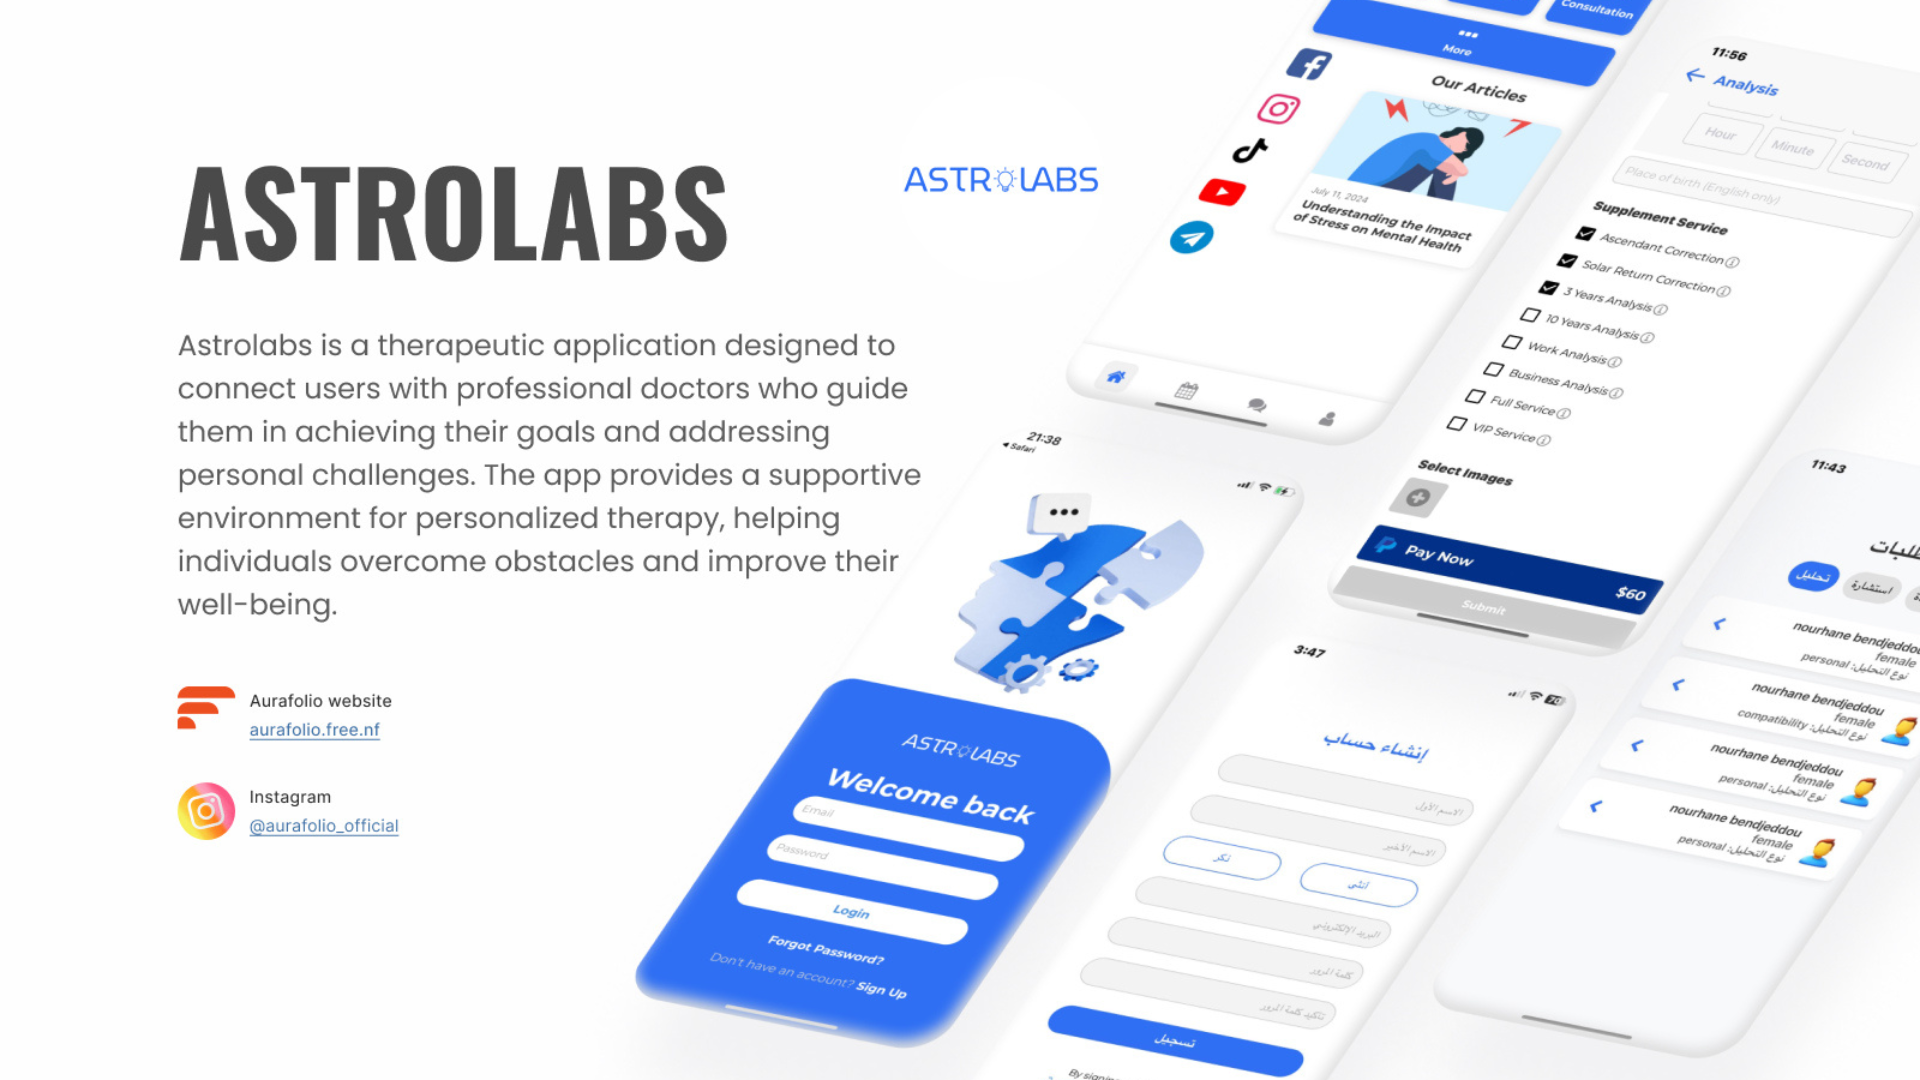 ASTROLABS
Astrolabs is a therapeutic application designed to
connect users with professional doctors who guide
them in achieving their goals and addressing
personal challenges. The app provides a supportive
environment for personalized therapy, helping
individuals overcome obstacles and improve their
well-being.
Aurafolio website
aurafolio.free.nf
Instagram
@aurafolio_official
ASTROLABS
Consultation
More
Our Articles
July 11, 2024
Understanding the Impact
of Stress on Mental Health
11:56
Analysis
Hour
Minute
Second
Place of birth (English only)
Supplement Service
Ascendant Correction
Solar Return Correction
3 Years Analysis
10 Years Analysis
Work Analysis
Business Analysis
Full Service
VIP Service
Select Images
Pay Now
$60
Submit
21:38
Safari
ASTROLABS
Welcome back
Email
Password
Login
Forgot Password?
Don't have an account? Sign Up
3:47
إنشاء حساب
الاسم الأول
الاسم الأخير
ذكر
انثى
البريد الإلكتروني
كلمة المرور
تأكيد كلمة المرور
تسجيل
11:43
تحليل
استشارة
nourhane bendjeddou
female
نوع التحليل: personal
nourhane bendjeddou
female
نوع التحليل: compatibility
nourhane bendjeddou
female
نوع التحليل: personal
nourhane bendjeddou
female
نوع التحليل: personal